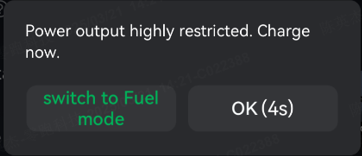 Power output highly restricted. Charge
now.
switch to Fuel
mode
OK (4s)